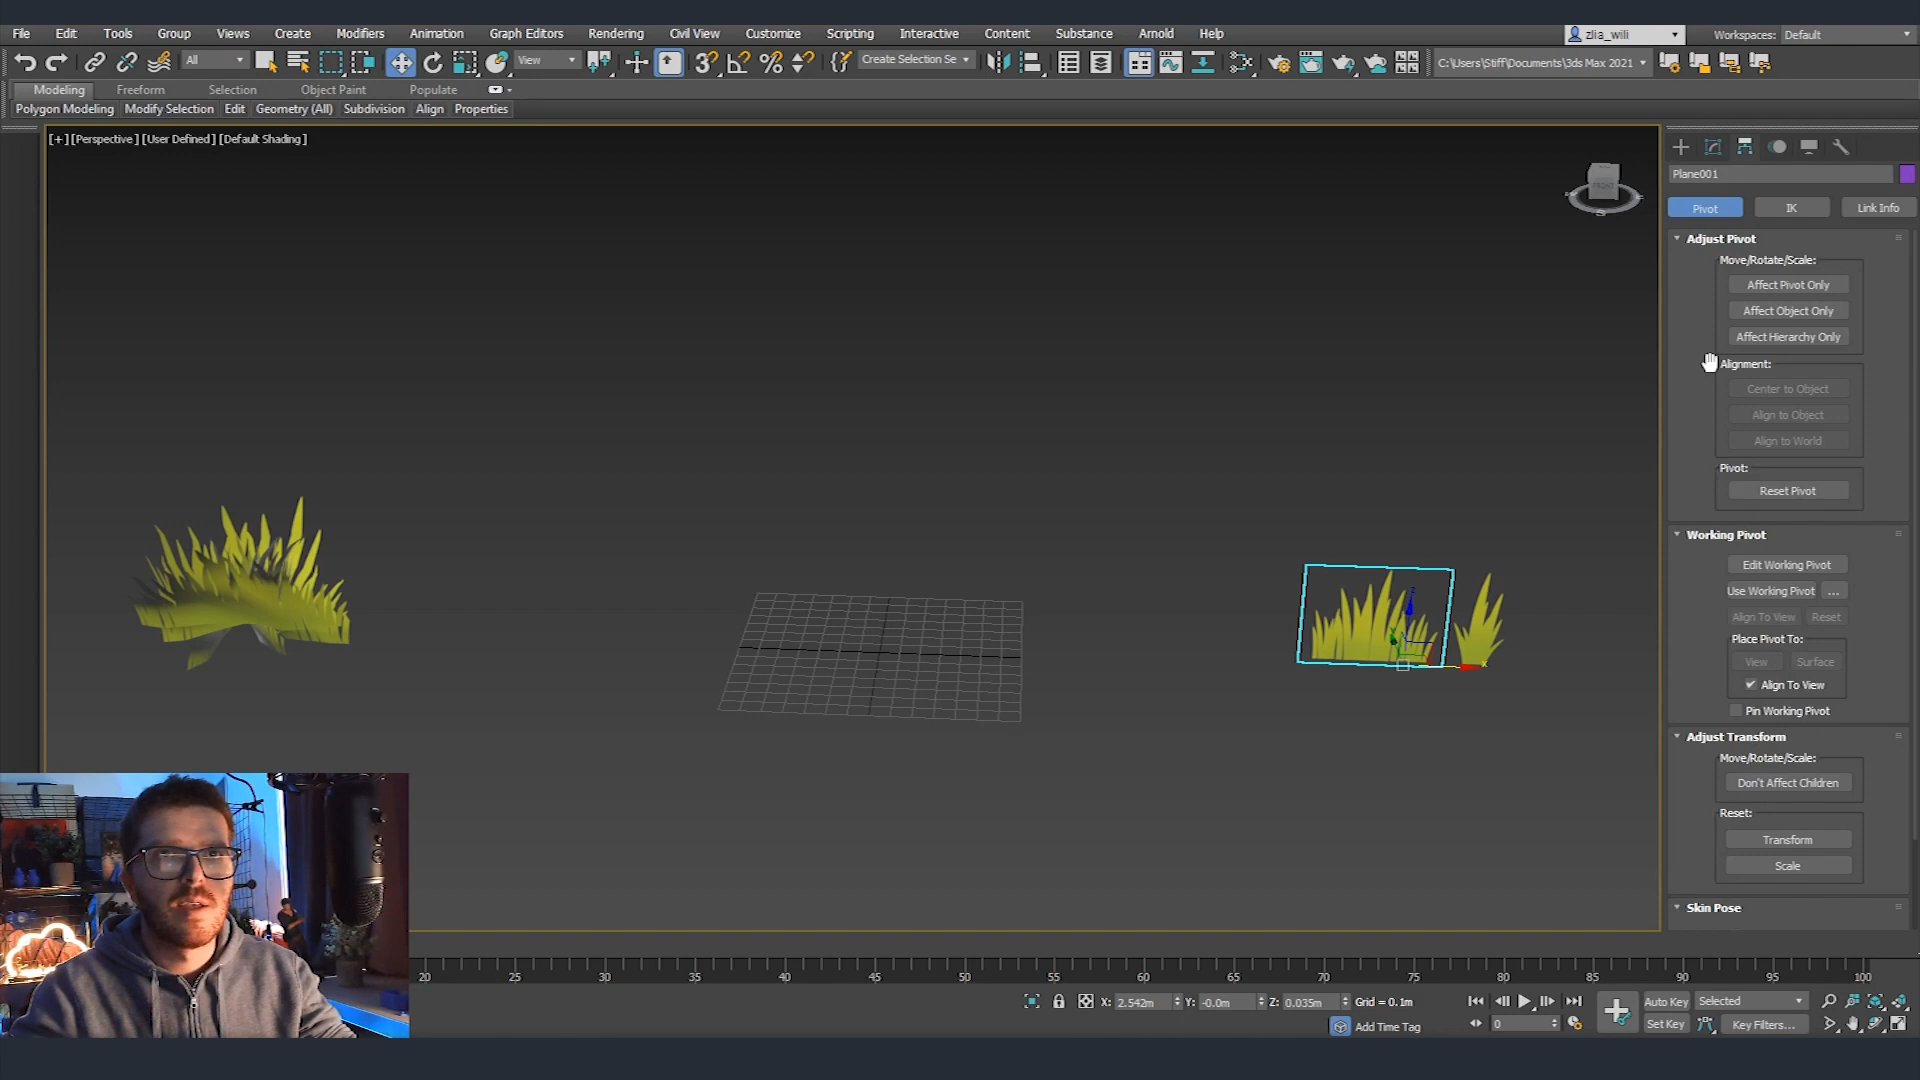 File Edit Tools Group Views Create Modifiers Animation Graph Editors Rendering Civil View Customize Scripting Interactive Content Substance Arnold Help zlia_wili Workspaces: Default
All View Create Selection Se C:\Users\Stiff\Documents\3ds Max 2021
Modeling Freeform Selection Object Paint Populate
Polygon Modeling Modify Selection Edit Geometry (All) Subdivision Align Properties
[+] [Perspective] [User Defined] [Default Shading]
Plane001
Pivot IK Link Info
Adjust Pivot
Move/Rotate/Scale:
Affect Pivot Only
Affect Object Only
Affect Hierarchy Only
Alignment:
Center to Object
Align to Object
Align to World
Pivot:
Reset Pivot
Working Pivot
Edit Working Pivot
Use Working Pivot ...
Align To View Reset
Place Pivot To:
View Surface
Align To View
Pin Working Pivot
Adjust Transform
Move/Rotate/Scale:
Don't Affect Children
Reset:
Transform
Scale
Skin Pose
20 25 30 35 40 45 50 55 60 65 70 75 80 85 90 95 100
X: 2.542m Y: -0.0m Z: 0.035m Grid = 0.1m Auto Key Selected
Add Time Tag 0 Set Key Key Filters...